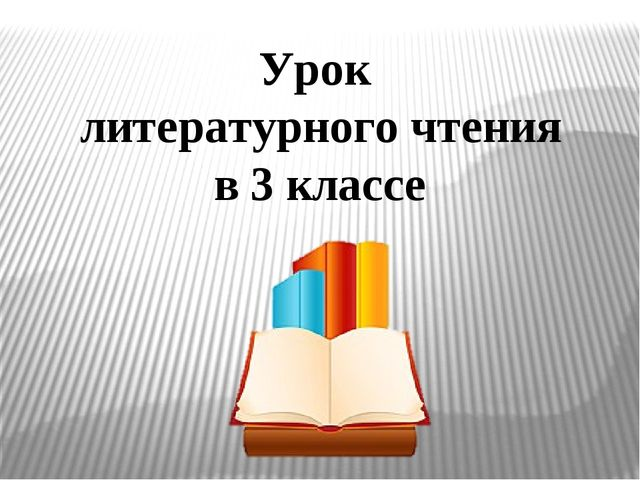 Урок
литературного чтения
в 3 классе